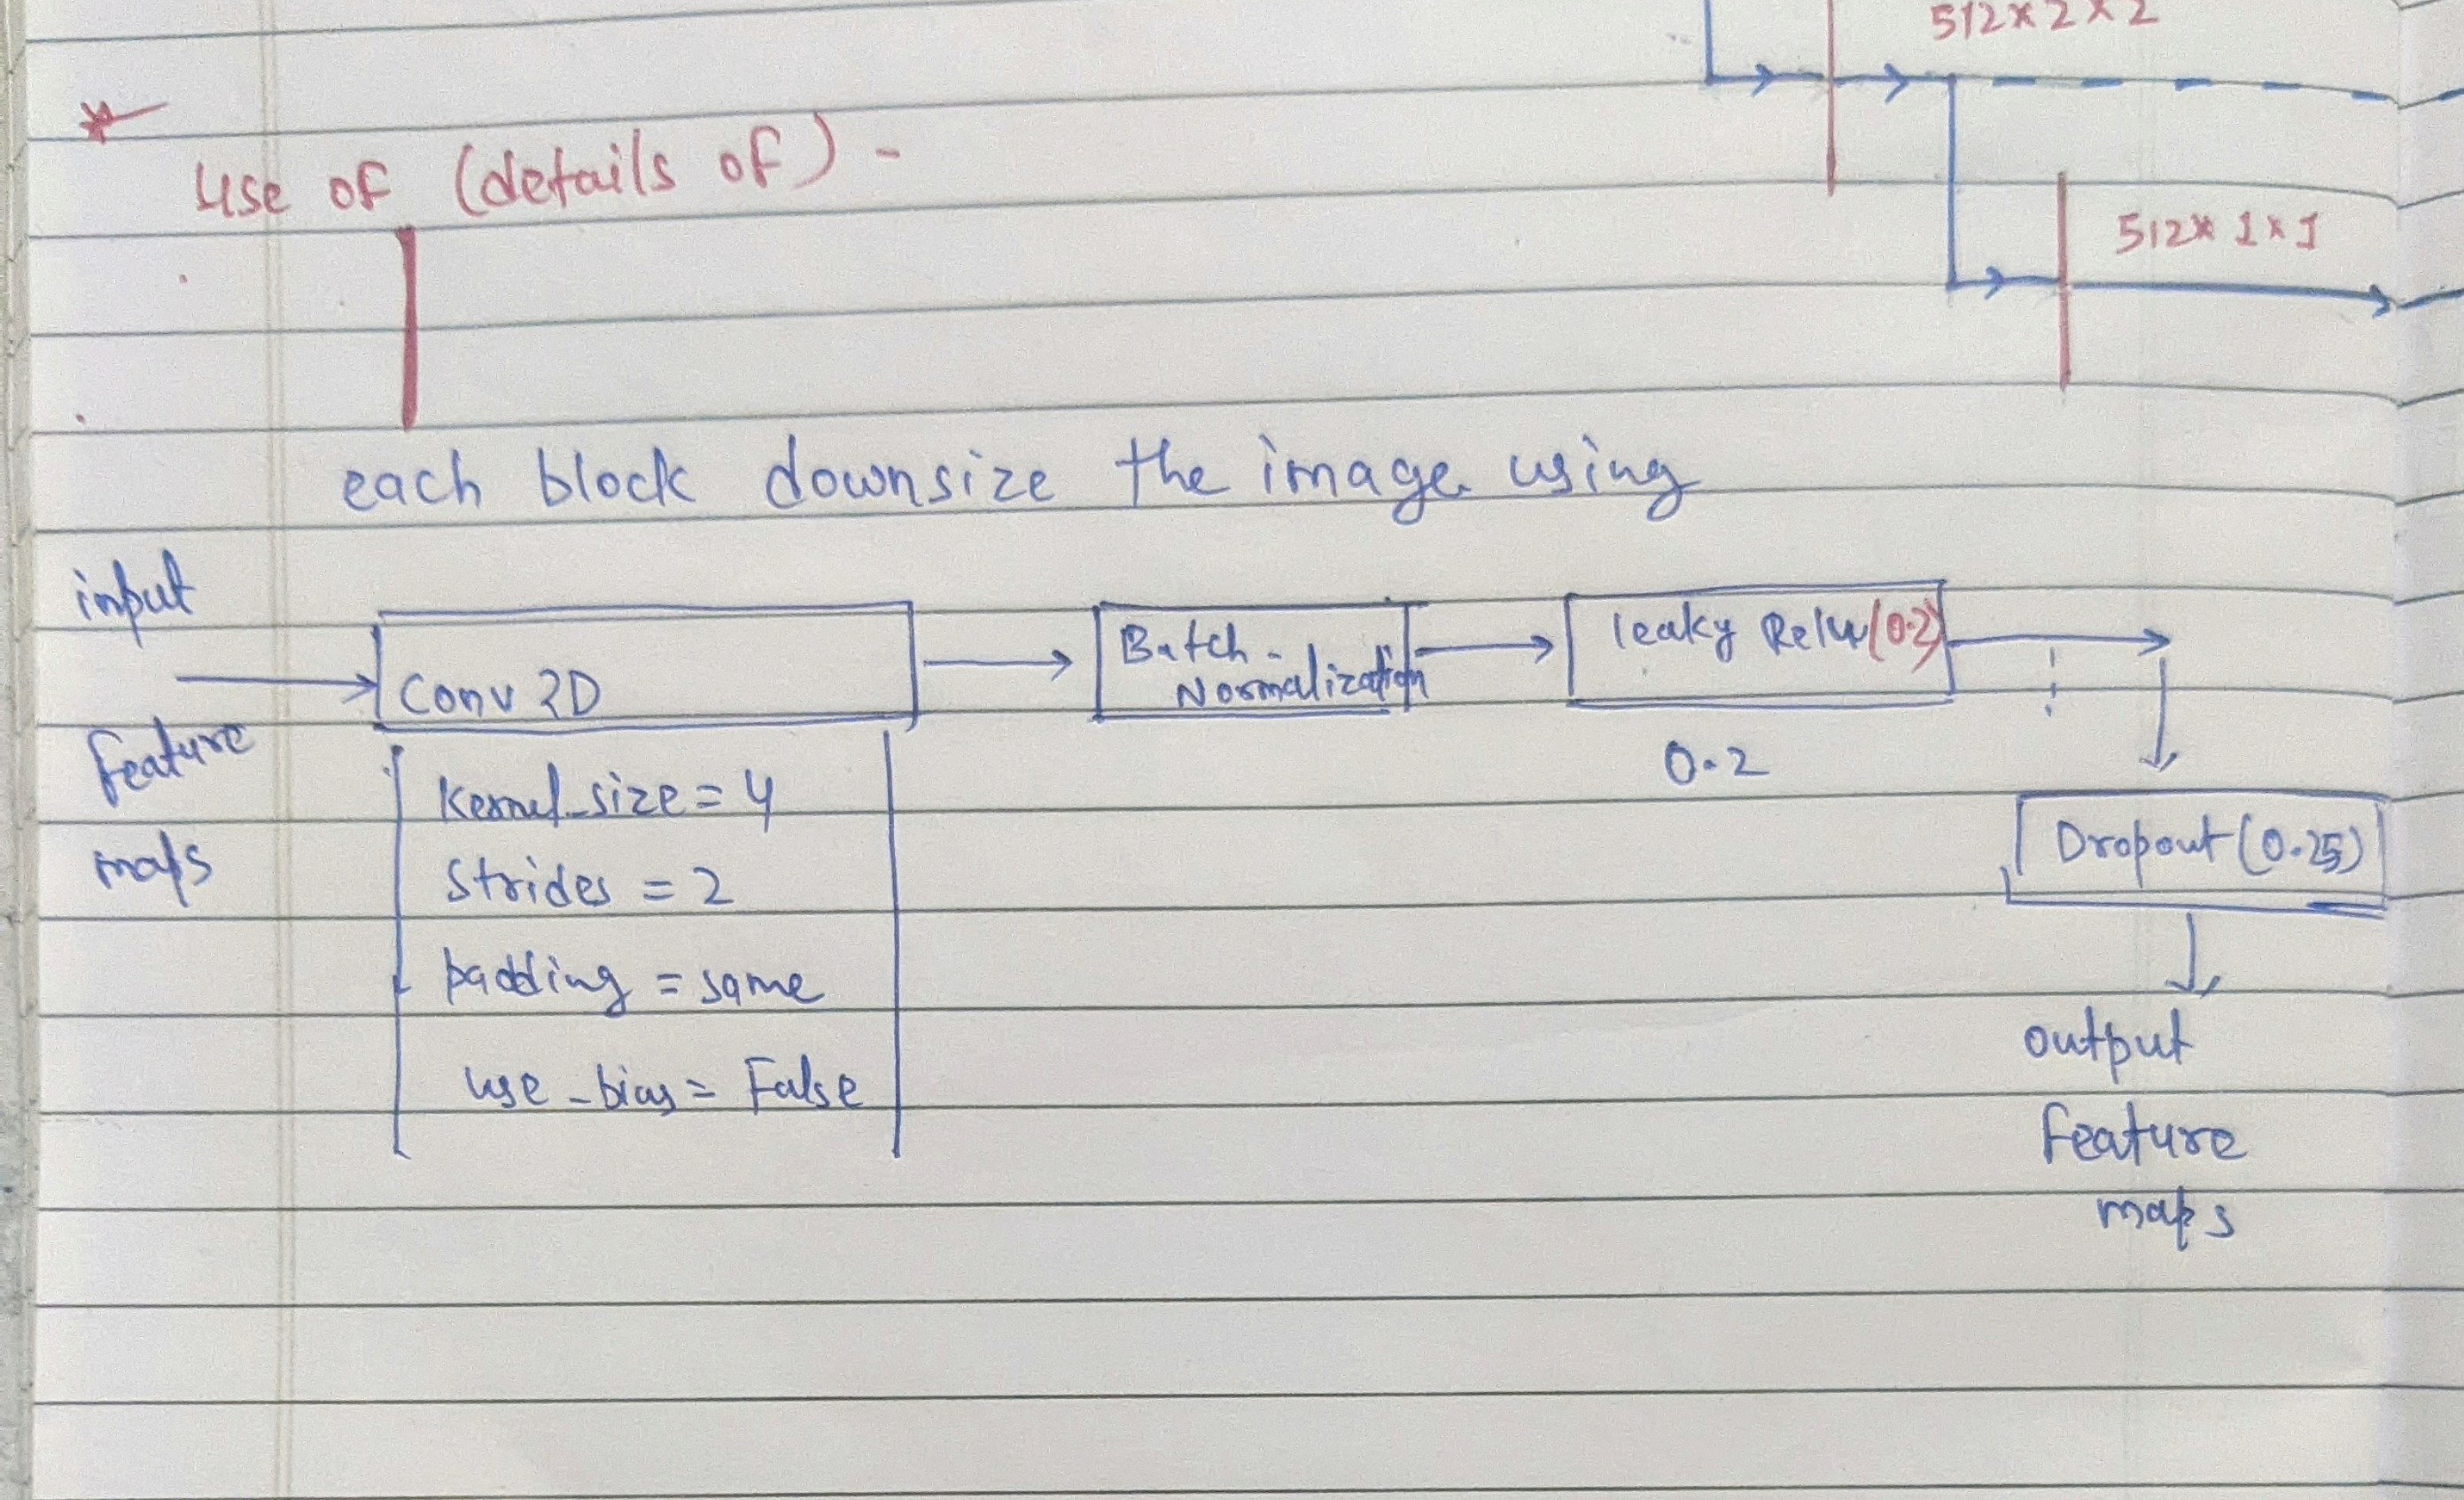 512x2x2
use of (details of) -
512x1x1
each block downsize the image using
input
feature
maps
Conv 2D
Batch-
Normalization
leaky Relu(0.2)
0.2
Kernel_size = 4
Strides = 2
padding = same
use_bias = False
Dropout (0.25)
output
feature
maps